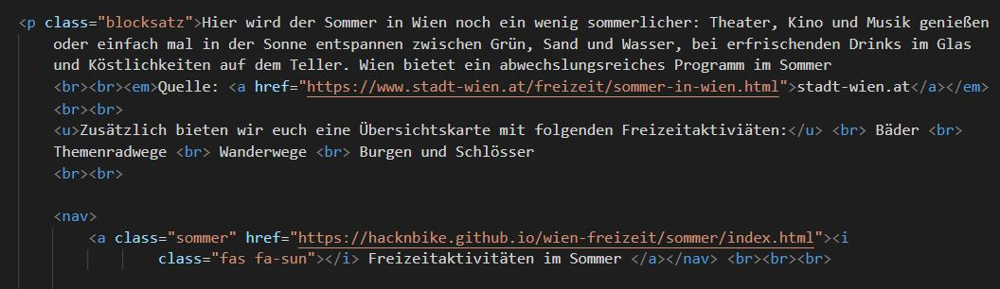 <p class="blocksatz">Hier wird der Sommer in Wien noch ein wenig sommerlicher: Theater, Kino und Musik genießen
oder einfach mal in der Sonne entspannen zwischen Grün, Sand und Wasser, bei erfrischenden Drinks im Glas
und Köstlichkeiten auf dem Teller. Wien bietet ein abwechslungsreiches Programm im Sommer
<br><br><em>Quelle: <a href="https://www.stadt-wien.at/freizeit/sommer-in-wien.html">stadt-wien.at</a></em>
<br><br>
<u>Zusätzlich bieten wir euch eine Übersichtskarte mit folgenden Freizeitaktiviäten:</u> <br> Bäder <br>
Themenradwege <br> Wanderwege <br> Burgen und Schlösser
<br><br>
<nav>
<a class="sommer" href="https://hacknbike.github.io/wien-freizeit/sommer/index.html"><i
class="fas fa-sun"></i> Freizeitaktivitäten im Sommer </a></nav> <br><br><br>